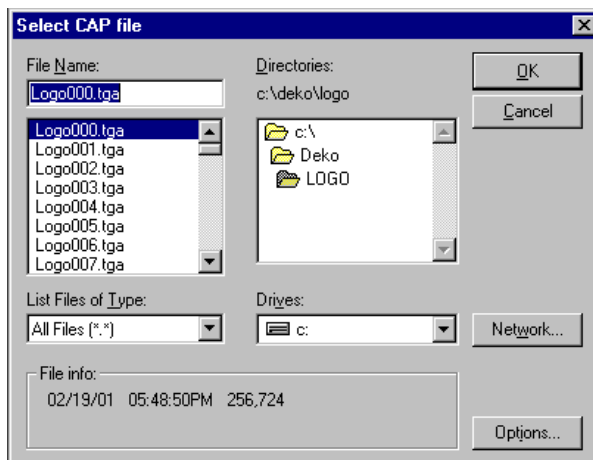 Select CAP file
File Name:
Logo000.tga
Logo000.tga
Logo001.tga
Logo002.tga
Logo003.tga
Logo004.tga
Logo005.tga
Logo006.tga
Logo007.tga
List Files of Type:
All Files (*.*)
Directories:
c:\deko\logo
c:\
Deko
LOGO
Drives:
c:
OK
Cancel
Network...
Options...
File info:
02/19/01 05:48:50PM 256,724